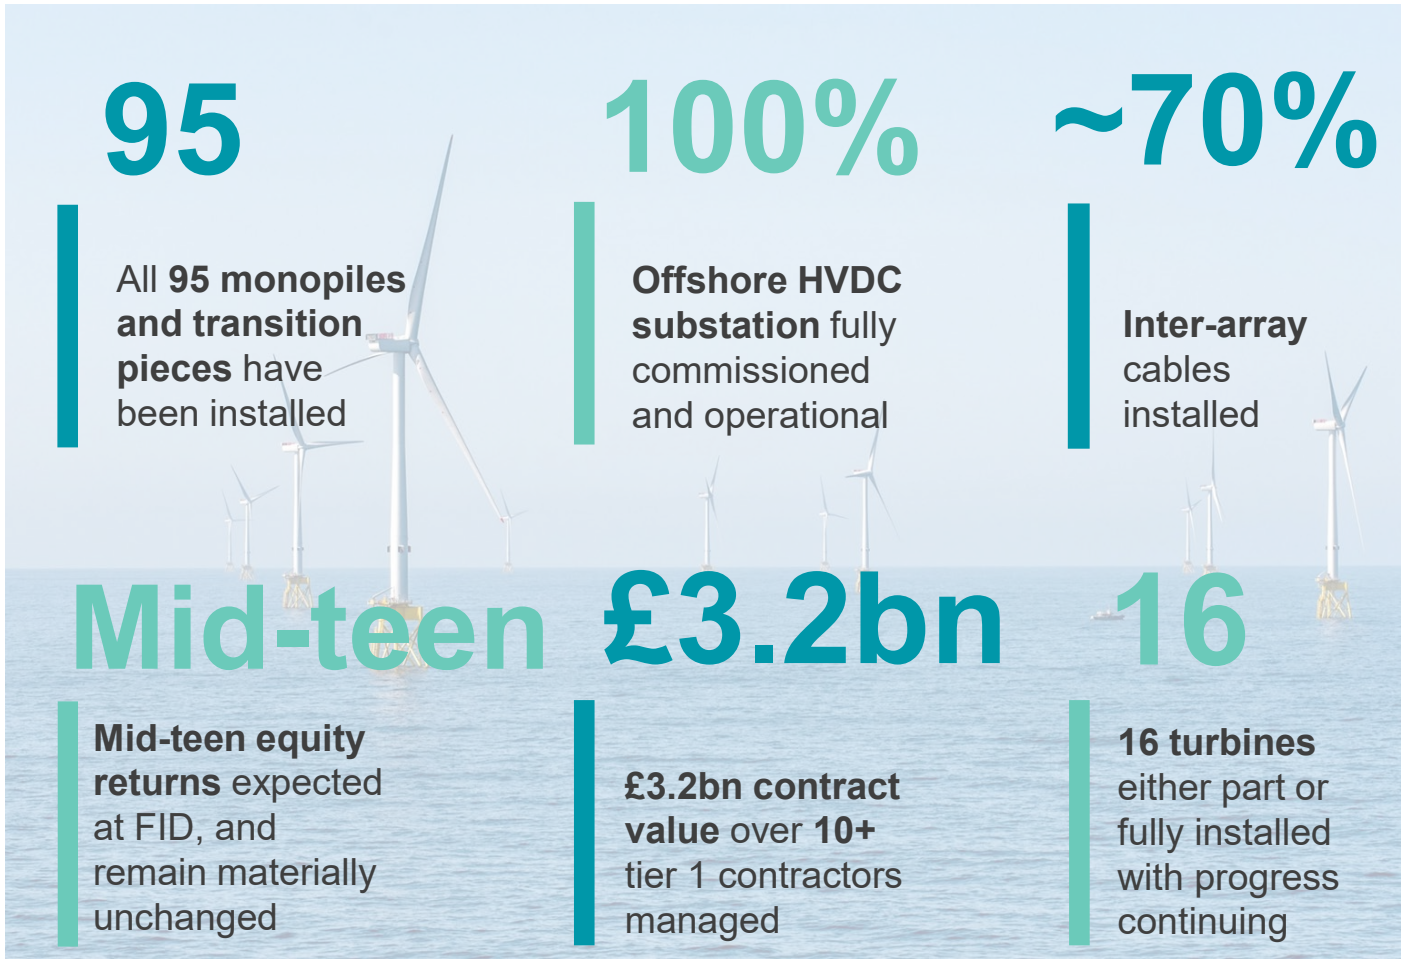 95
All 95 monopiles
and transition
pieces have
been installed
100%
Offshore HVDC
substation fully
commissioned
and operational
~70%
Inter-array
cables
installed
Mid-teen
Mid-teen equity
returns expected
at FID, and
remain materially
unchanged
£3.2bn
£3.2bn contract
value over 10+
tier 1 contractors
managed
16
16 turbines
either part or
fully installed
with progress
continuing